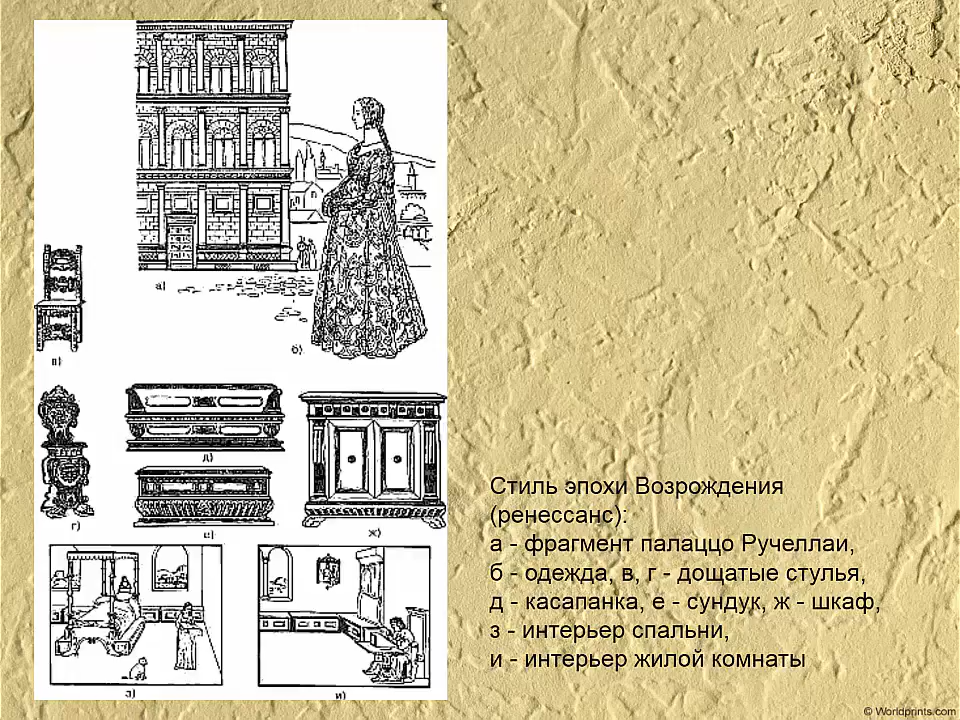 а)
б)
в)
г)
д)
е)
ж)
з)
и)
Стиль эпохи Возрождения
(ренессанс):
а - фрагмент палаццо Ручеллаи,
б - одежда, в, г - дощатые стулья,
д - касапанка, е - сундук, ж - шкаф,
з - интерьер спальни,
и - интерьер жилой комнаты
© Worldprints.com